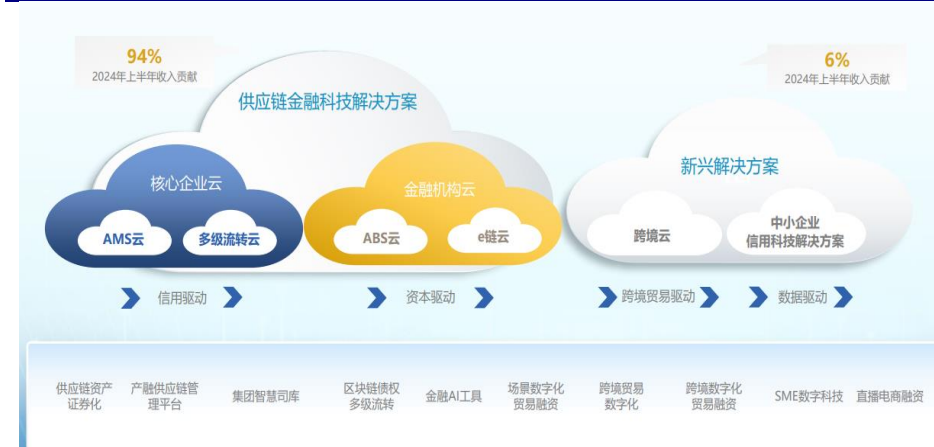 94%
2024年上半年收入贡献
6%
2024年上半年收入贡献
供应链金融科技解决方案
新兴解决方案
核心企业云
金融机构云
AMS云
多级流转云
ABS云
e链云
跨境云
中小企业
信用科技解决方案
信用驱动
资本驱动
跨境贸易驱动
数据驱动
供应链资产
证券化
产融供应链管
理平台
集团智慧司库
区块链债权
多级流转
金融AI工具
场景数字化
贸易融资
跨境贸易
数字化
跨境数字化
贸易融资
SME数字科技
直播电商融资